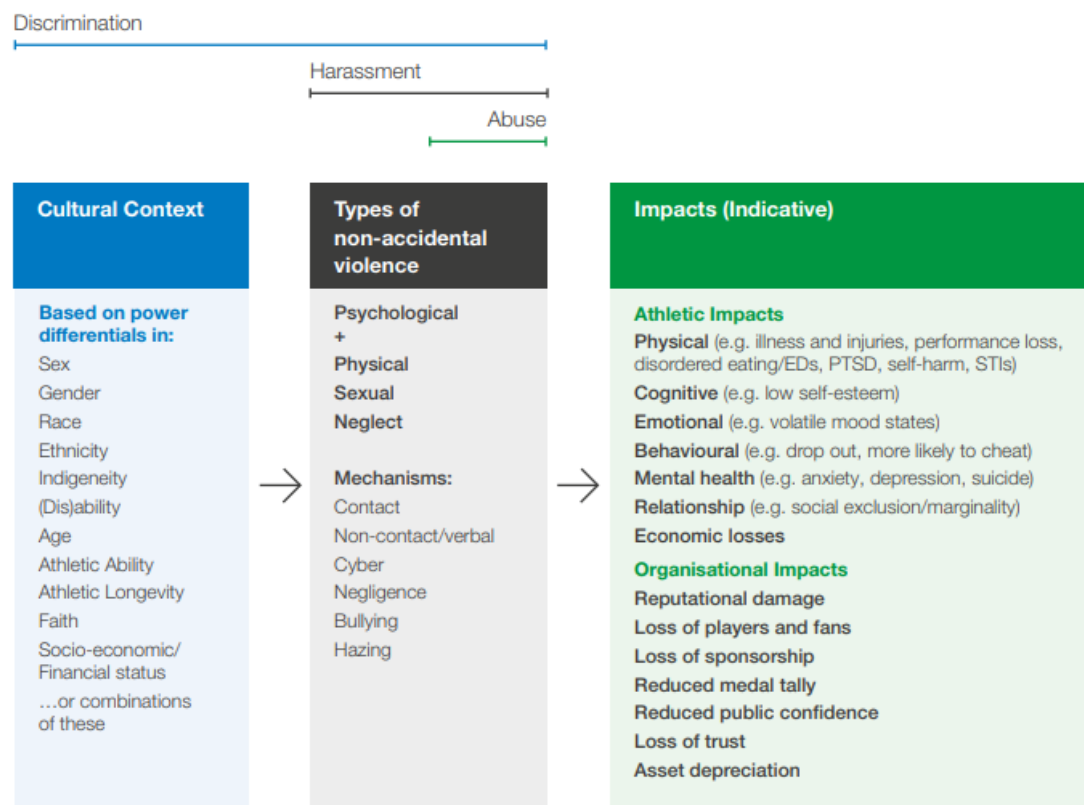 Discrimination
Harassment
Abuse
Cultural Context
Based on power
differentials in:
Sex
Gender
Race
Ethnicity
Indigeneity
(Dis)ability
Age
Athletic Ability
Athletic Longevity
Faith
Socio-economic/
Financial status
…or combinations
of these
Types of
non-accidental
violence
Psychological
+
Physical
Sexual
Neglect
Mechanisms:
Contact
Non-contact/verbal
Cyber
Negligence
Bullying
Hazing
Impacts (Indicative)
Athletic Impacts
Physical (e.g. illness and injuries, performance loss,
disordered eating/EDs, PTSD, self-harm, STIs)
Cognitive (e.g. low self-esteem)
Emotional (e.g. volatile mood states)
Behavioural (e.g. drop out, more likely to cheat)
Mental health (e.g. anxiety, depression, suicide)
Relationship (e.g. social exclusion/marginality)
Economic losses
Organisational Impacts
Reputational damage
Loss of players and fans
Loss of sponsorship
Reduced medal tally
Reduced public confidence
Loss of trust
Asset depreciation